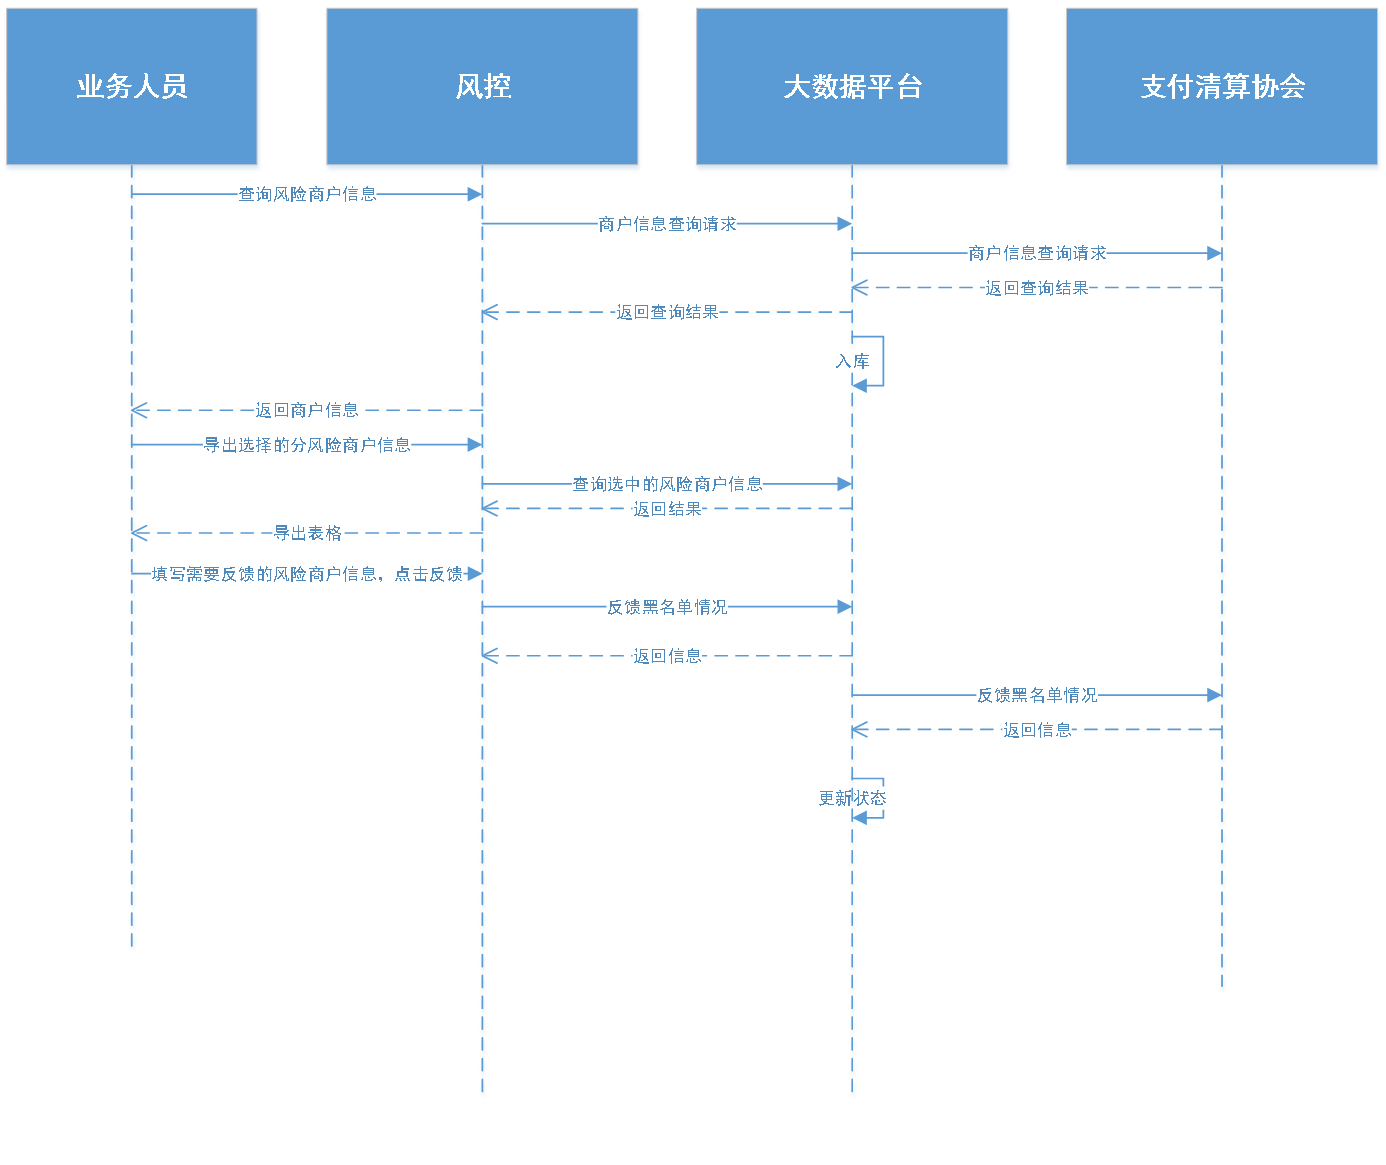 业务人员
风控
大数据平台
支付清算协会
查询风险商户信息
商户信息查询请求
商户信息查询请求
返回查询结果
返回查询结果
入库
返回商户信息
导出选择的分风险商户信息
查询选中的风险商户信息
返回结果
导出表格
填写需要反馈的风险商户信息，点击反馈
反馈黑名单情况
返回信息
反馈黑名单情况
返回信息
更新状态